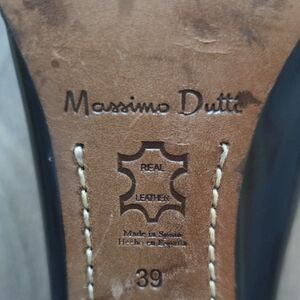 Massimo Dutti
REAL
LEATHER
Made in Spain
Hecho en España
39